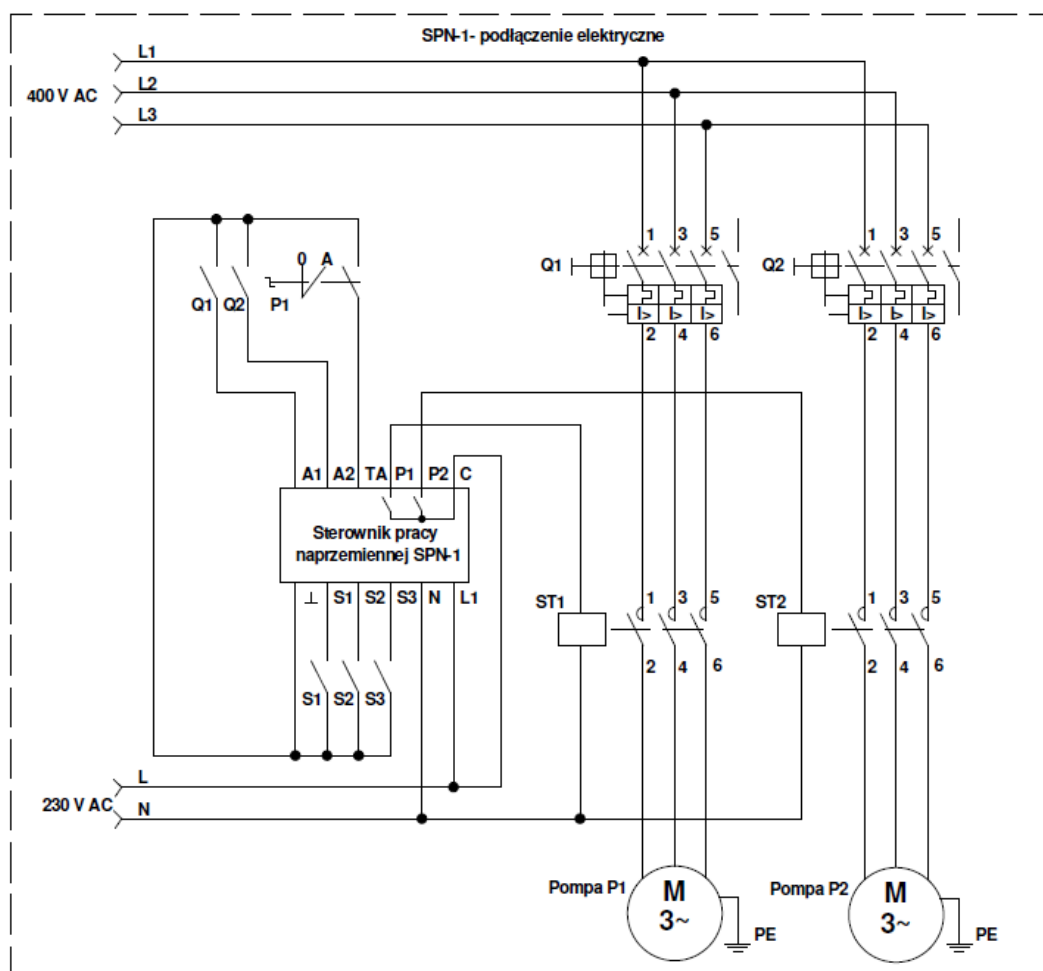 SPN-1- podłączenie elektryczne
L1
400 V AC
L2
L3
1 3 5
Q1
I> I> I>
2 4 6
1 3 5
Q2
I> I> I>
2 4 6
0 A
Q1 Q2 P1
A1 A2 TA P1 P2 C
Sterownik pracy
naprzemiennej SPN-1
⊥ S1 S2 S3 N L1
S1 S2 S3
ST1
1 3 5
2 4 6
ST2
1 3 5
2 4 6
L
230 V AC
N
Pompa P1
M
3~
PE
Pompa P2
M
3~
PE